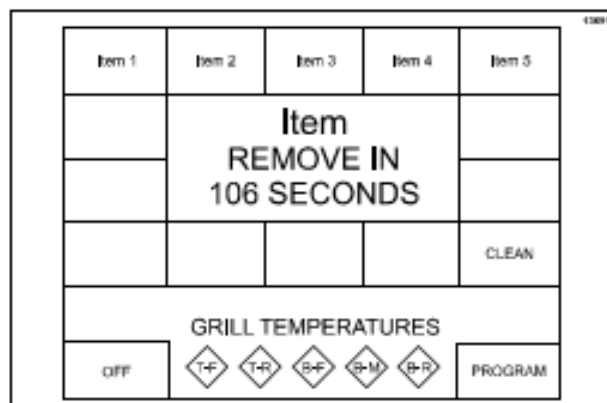 Item 1 Item 2 Item 3 Item 4 Item 5
Item
REMOVE IN
106 SECONDS
CLEAN
GRILL TEMPERATURES
OFF T-F T-R B-F B-M B-R PROGRAM